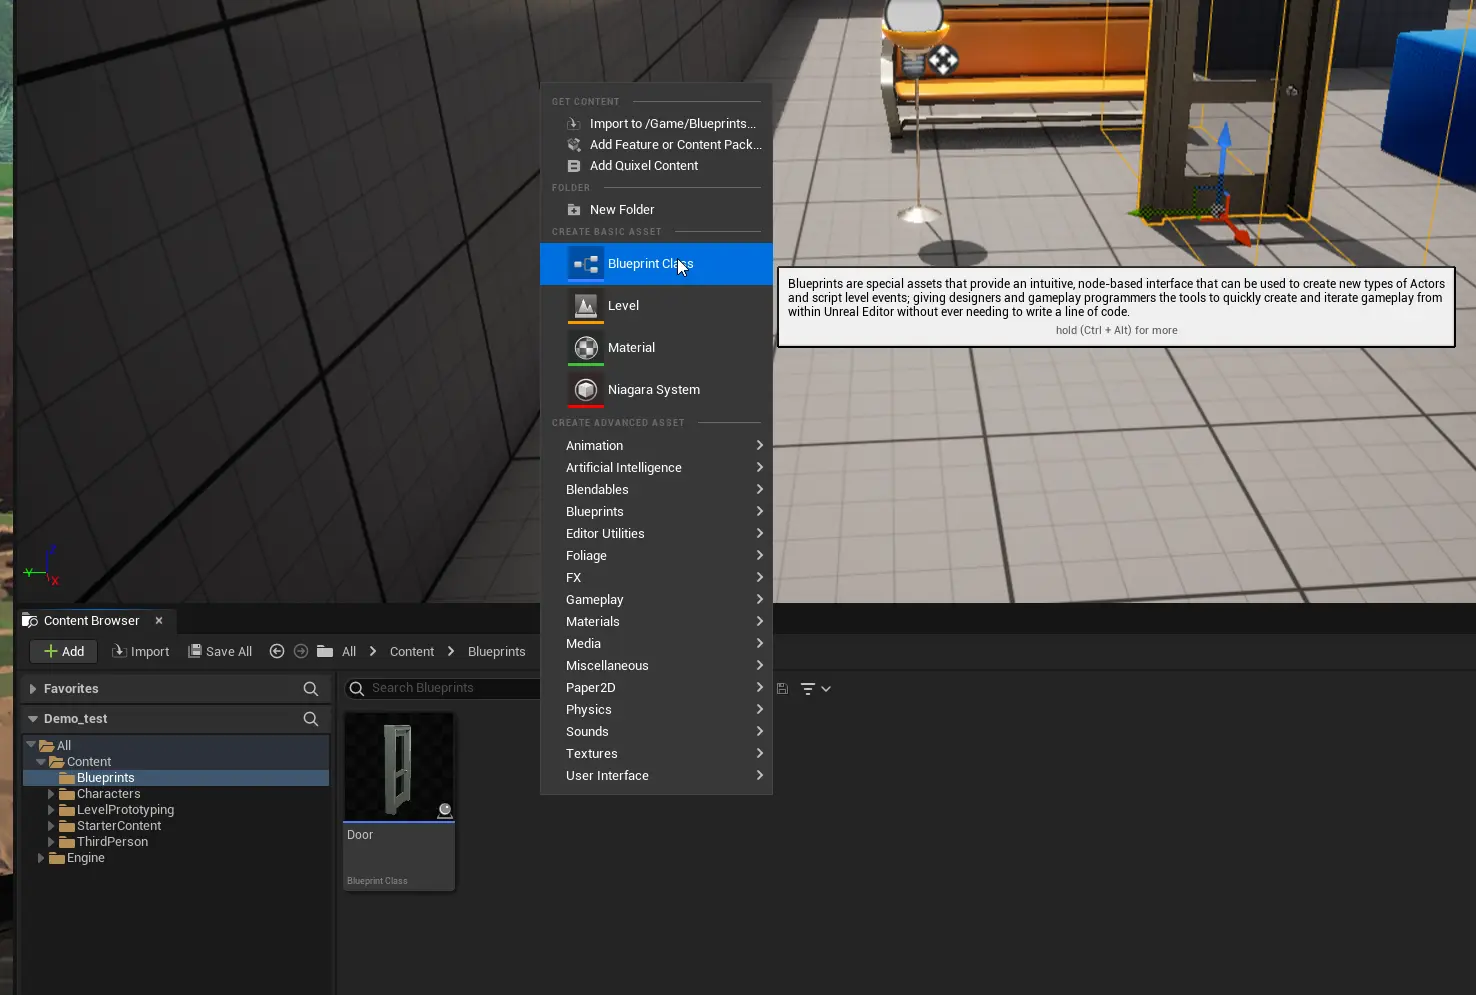 GET CONTENT
Import to /Game/Blueprints...
Add Feature or Content Pack...
Add Quixel Content
FOLDER
New Folder
CREATE BASIC ASSET
Blueprint Class
Level
Material
Niagara System
CREATE ADVANCED ASSET
Animation
Artificial Intelligence
Blendables
Blueprints
Editor Utilities
Foliage
FX
Gameplay
Materials
Media
Miscellaneous
Paper2D
Physics
Sounds
Textures
User Interface
Blueprints are special assets that provide an intuitive, node-based interface that can be used to create new types of Actors
and script level events; giving designers and gameplay programmers the tools to quickly create and iterate gameplay from
within Unreal Editor without ever needing to write a line of code.
hold (Ctrl + Alt) for more
Z
Y
X
Content Browser
Add Import Save All All Content Blueprints
Favorites
Search Blueprints
Demo_test
All
Content
Blueprints
Characters
LevelPrototyping
StarterContent
ThirdPerson
Engine
Door
Blueprint Class